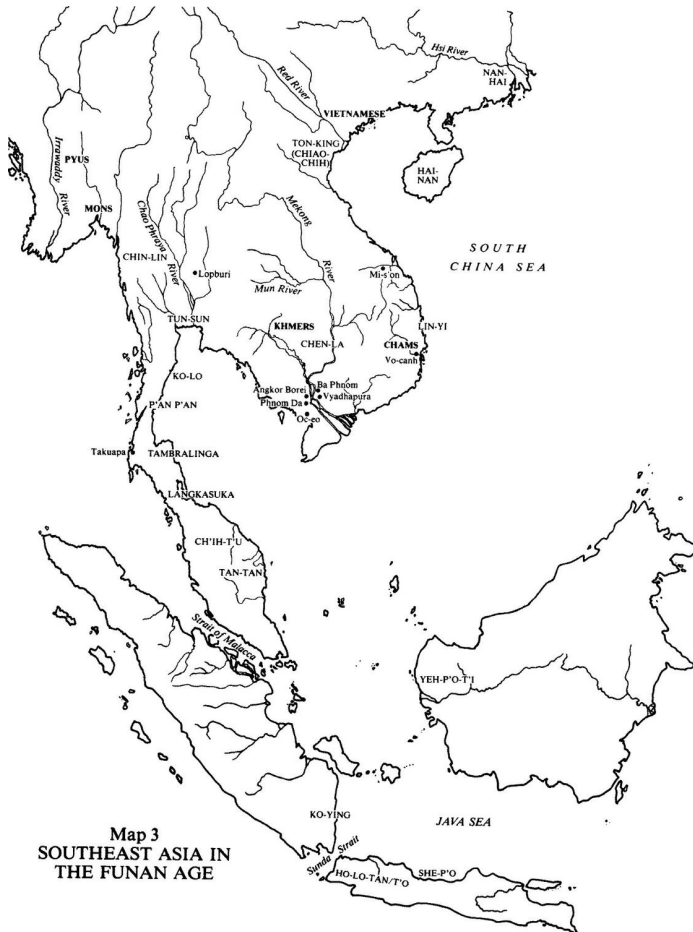 Hsi River
NAN-
HAI
Red River
VIETNAMESE
TON-KING
(CHIAO-
CHIH)
HAI-
NAN
Irrawaddy
River
PYUS
MONS
Chao Phraya
River
CHIN-LIN
Lopburi
Mekong
River
Mun River
SOUTH
CHINA SEA
Mi-s'on
TUN-SUN
KHMERS
CHEN-LA
LIN-YI
CHAMS
Vo-canh
KO-LO
Angkor Borei
Ba Phnom
Phnom Da
Vyadhapura
Oc-eo
P'AN P'AN
Takuapa
TAMBRALINGA
LANGKASUKA
CH'IH-T'U
TAN-TAN
Strait of Malacca
YEH-P'O-T'I
KO-YING
JAVA SEA
Sunda Strait
HO-LO-TAN/T'O
SHE-P'O
Map 3
SOUTHEAST ASIA IN
THE FUNAN AGE